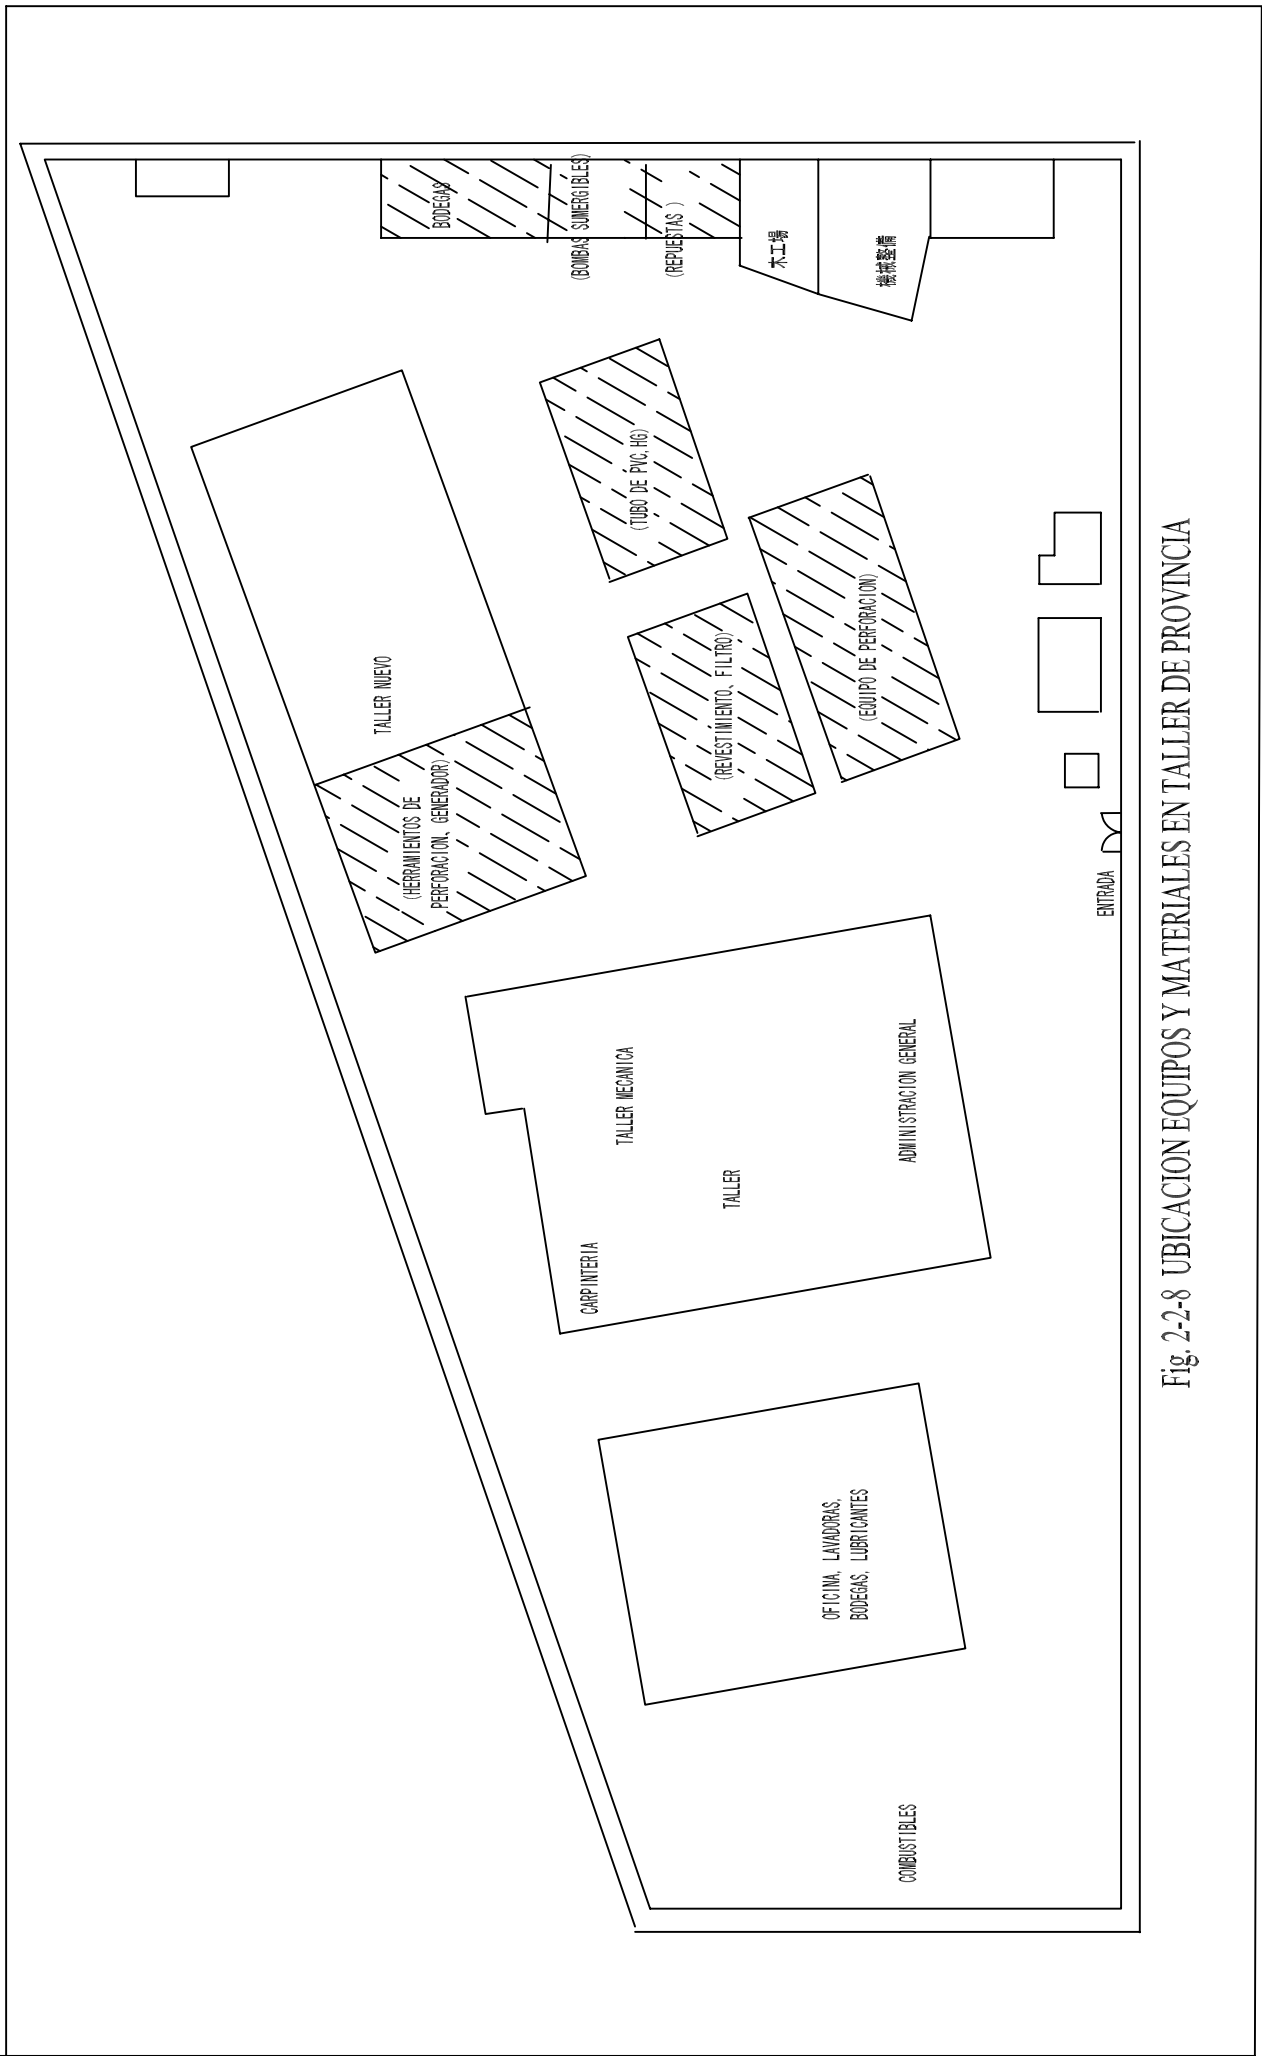 BODEGAS
(BOMBAS SUMERGIBLES)
(REPUESTAS )
木工場
機械整備
(TUBO DE PVC, HG)
TALLER NUEVO
(REVESTIMIENTO, FILTRO)
(EQUIPO DE PERFORACION)
(HERRAMIENTOS DE
PERFORACION, GENERADOR)
ENTRADA
TALLER MECANICA
TALLER
ADMINISTRACION GENERAL
CARPINTERIA
OFICINA, LAVADORAS,
BODEGAS, LUBRICANTES
COMBUSTIBLES
Fig. 2-2-8 UBICACION EQUIPOS Y MATERIALES EN TALLER DE PROVINCIA